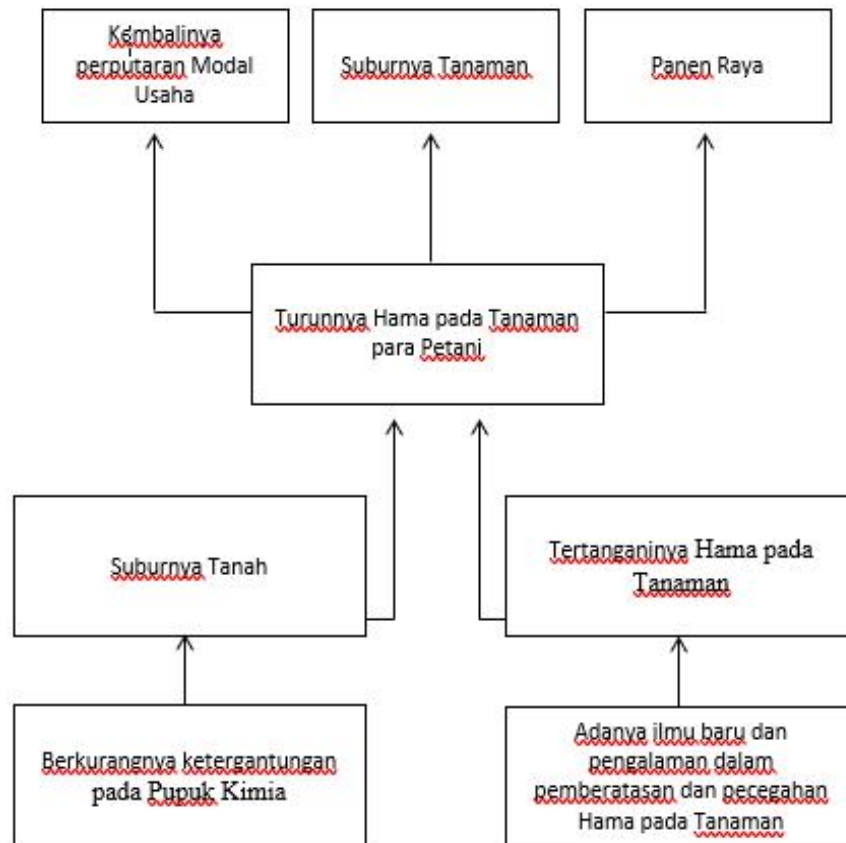 Kembalinya
perputaran Modal
Usaha
Suburnya Tanaman
Panen Raya
Turunnya Hama pada Tanaman
para Petani
Suburnya Tanah
Tertanganinya Hama pada
Tanaman
Berkurangnya ketergantungan
pada Pupuk Kimia
Adanya ilmu baru dan
pengalaman dalam
pemberatasan dan pecegahan
Hama pada Tanaman